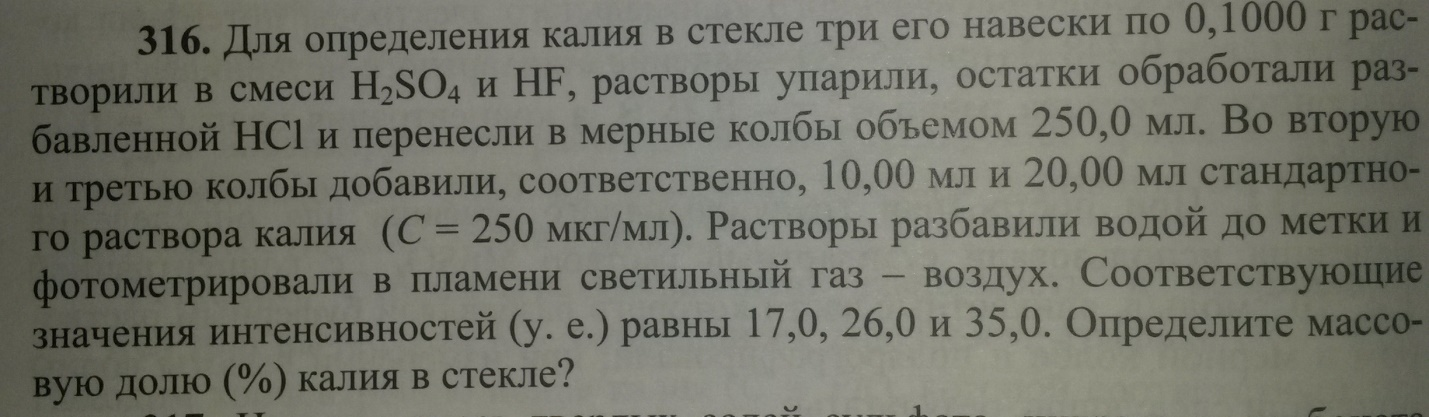 316. Для определения калия в стекле три его навески по 0,1000 г рас-
творили в смеси H₂SO₄ и HF, растворы упарили, остатки обработали раз-
бавленной HCl и перенесли в мерные колбы объемом 250,0 мл. Во вторую
и третью колбы добавили, соответственно, 10,00 мл и 20,00 мл стандартно-
го раствора калия (C = 250 мкг/мл). Растворы разбавили водой до метки и
фотометрировали в пламени светильный газ – воздух. Соответствующие
значения интенсивностей (у. е.) равны 17,0, 26,0 и 35,0. Определите массо-
вую долю (%) калия в стекле?